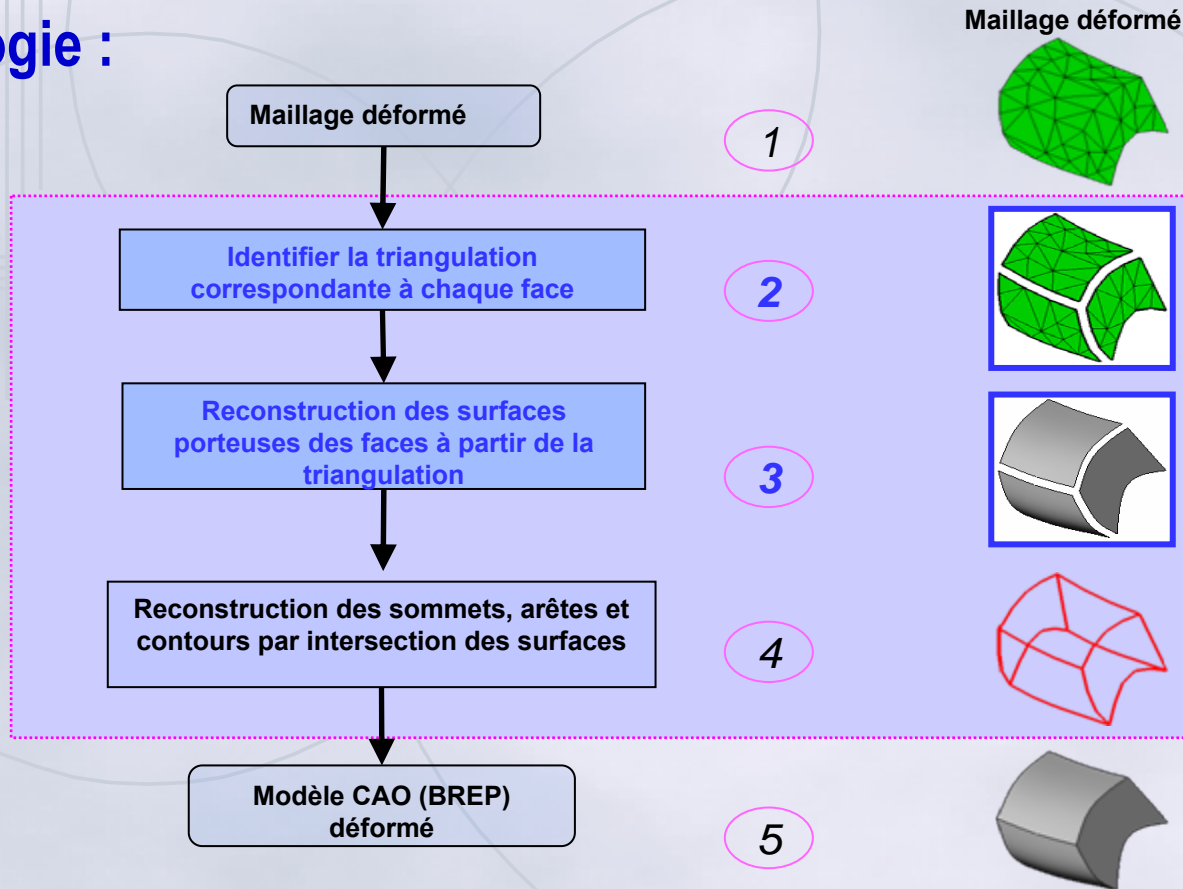 Maillage déformé
ogie :
Maillage déformé
1
Identifier la triangulation
correspondante à chaque face
2
Reconstruction des surfaces
porteuses des faces à partir de la
triangulation
3
Reconstruction des sommets, arêtes et
contours par intersection des surfaces
4
Modèle CAO (BREP)
déformé
5